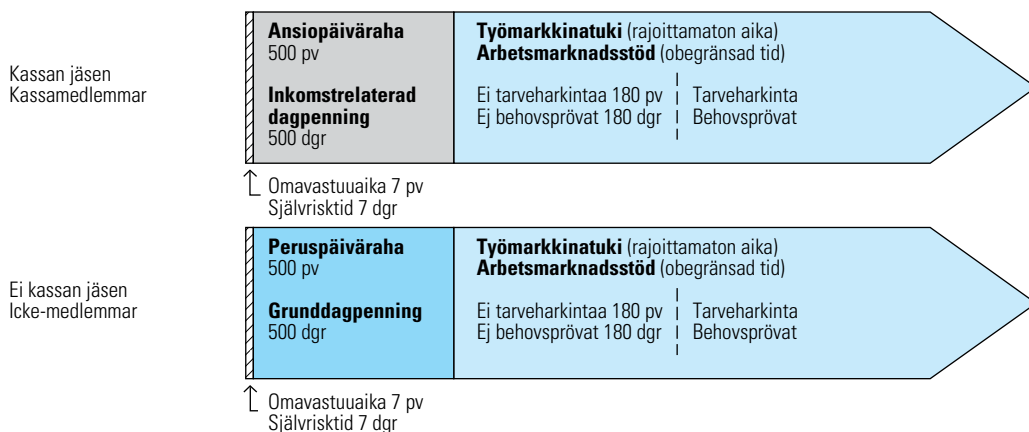 Kassan jäsen
Kassamedlemmar
Ansiopäiväraha
500 pv
Inkomstrelaterad
dagpenning
500 dgr
Työmarkkinatuki (rajoittamaton aika)
Arbetsmarknadsstöd (obegränsad tid)
Ei tarveharkintaa 180 pv
Ej behovsprövat 180 dgr
Tarveharkinta
Behovsprövat
Omavastuuaika 7 pv
Självrisktid 7 dgr
Ei kassan jäsen
Icke-medlemmar
Peruspäiväraha
500 pv
Grunddagpenning
500 dgr
Työmarkkinatuki (rajoittamaton aika)
Arbetsmarknadsstöd (obegränsad tid)
Ei tarveharkintaa 180 pv
Ej behovsprövat 180 dgr
Tarveharkinta
Behovsprövat
Omavastuuaika 7 pv
Självrisktid 7 dgr